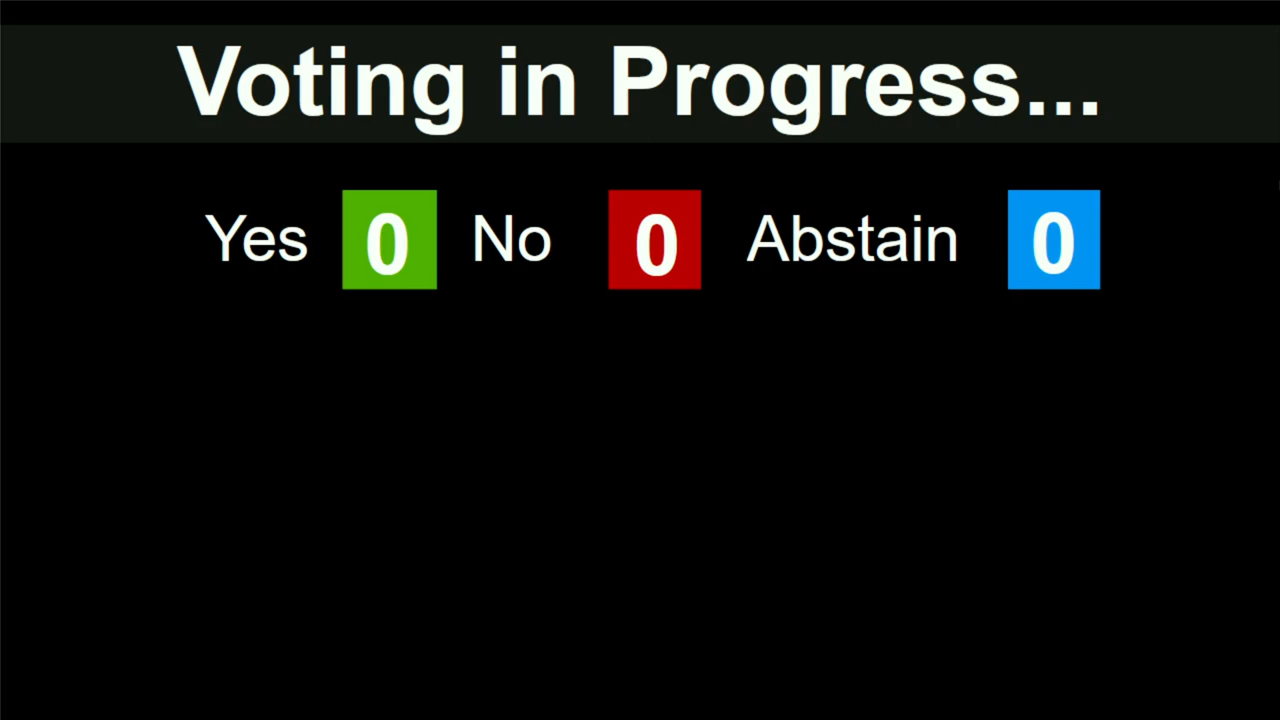 Voting in Progress...
Yes 0 No 0 Abstain 0